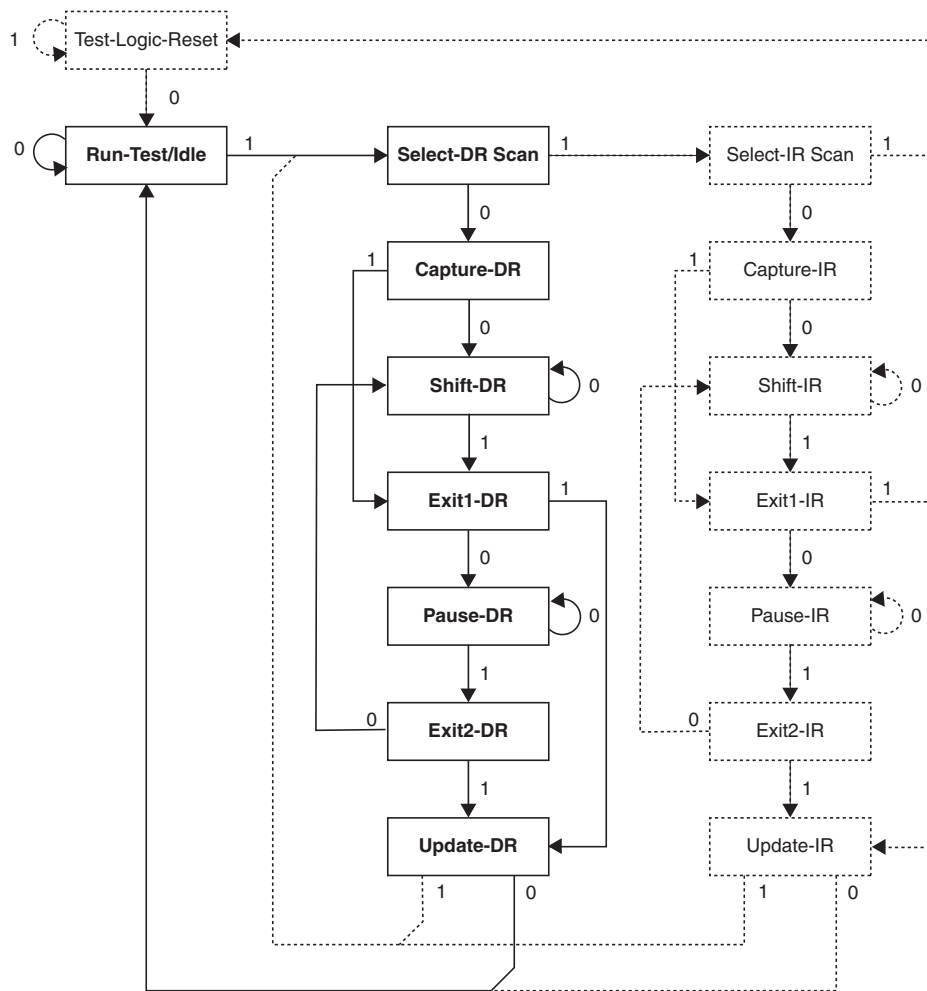 1 Test-Logic-Reset
0
0 Run-Test/Idle 1 Select-DR Scan 1 Select-IR Scan 1
0 0
1 Capture-DR 1 Capture-IR
0 0
Shift-DR 0 Shift-IR 0
1 1
Exit1-DR 1 Exit1-IR 1
0 0
Pause-DR 0 Pause-IR 0
1 1
0 Exit2-DR 0 Exit2-IR
1 1
Update-DR Update-IR
1 0 1 0